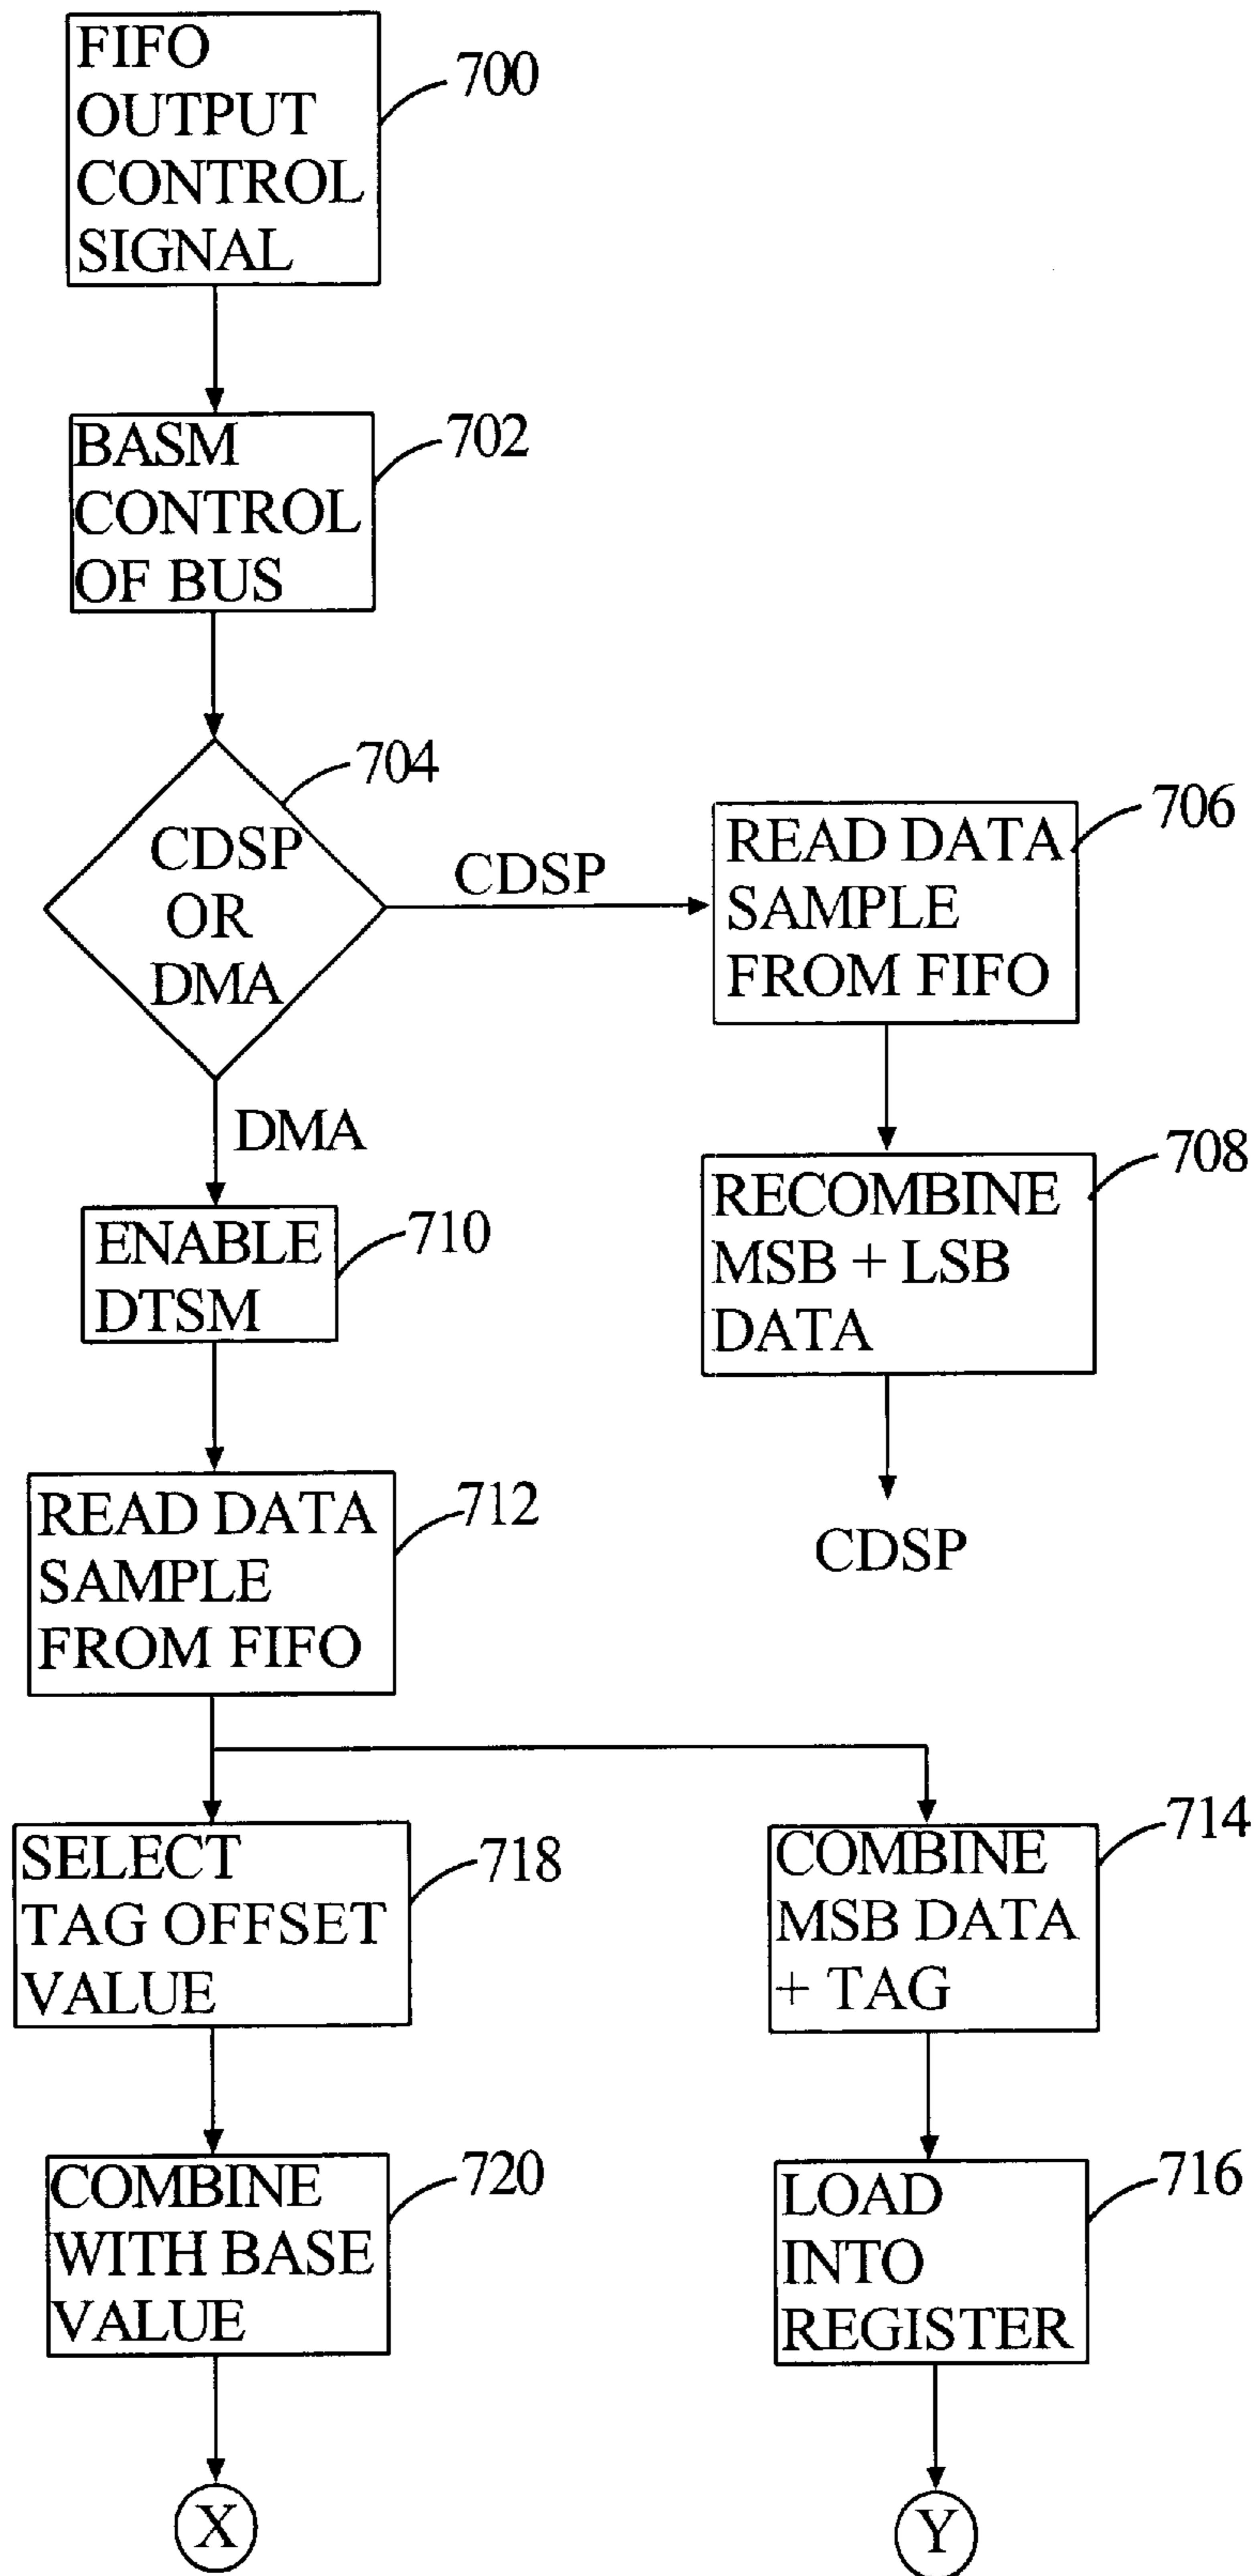 FIFO
OUTPUT
CONTROL
SIGNAL
700
BASM
CONTROL
OF BUS
702
704
CDSP
OR
DMA
CDSP
DMA
READ DATA
SAMPLE
FROM FIFO
706
RECOMBINE
MSB + LSB
DATA
708
CDSP
ENABLE
DTSM
710
READ DATA
SAMPLE
FROM FIFO
712
SELECT
TAG OFFSET
VALUE
718
COMBINE
MSB DATA
+ TAG
714
COMBINE
WITH BASE
VALUE
720
LOAD
INTO
REGISTER
716
X
Y